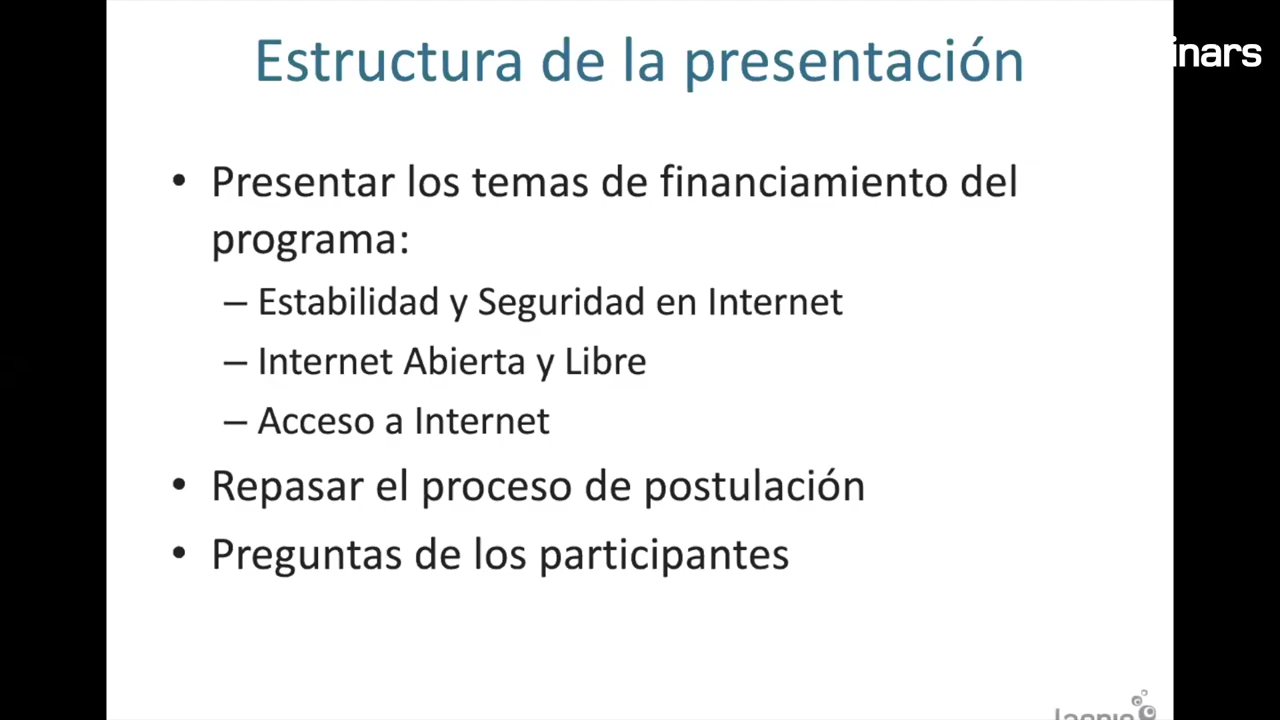 Estructura de la presentación
inars
• Presentar los temas de financiamiento del
programa:
– Estabilidad y Seguridad en Internet
– Internet Abierta y Libre
– Acceso a Internet
• Repasar el proceso de postulación
• Preguntas de los participantes